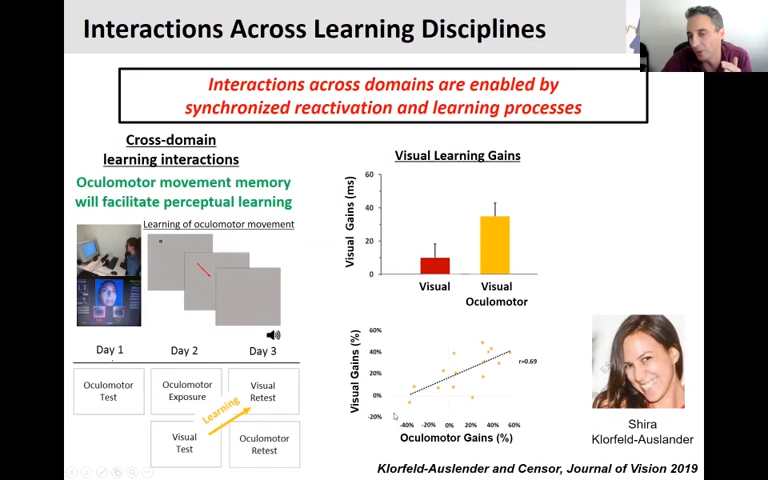 Interactions Across Learning Disciplines
Interactions across domains are enabled by
synchronized reactivation and learning processes
Cross-domain
learning interactions
Oculomotor movement memory
will facilitate perceptual learning
Learning of oculomotor movement
Day 1
Day 2
Day 3
Oculomotor
Test
Oculomotor
Exposure
Visual
Retest
Learning
Visual
Test
Oculomotor
Retest
Visual Learning Gains
Visual Gains (ms)
60
40
20
0
Visual
Visual
Oculomotor
Visual Gains (%)
60%
40%
20%
0%
-20%
r=0.69
-40%
-20%
0%
20%
40%
60%
Oculomotor Gains (%)
Shira
Klorfeld-Auslander
Klorfeld-Auslender and Censor, Journal of Vision 2019